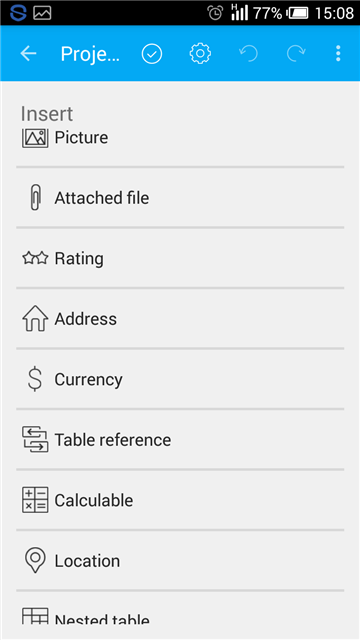 H 77% 15:08
Proje...
Insert
Picture
Attached file
Rating
Address
Currency
Table reference
Calculable
Location
Nested table